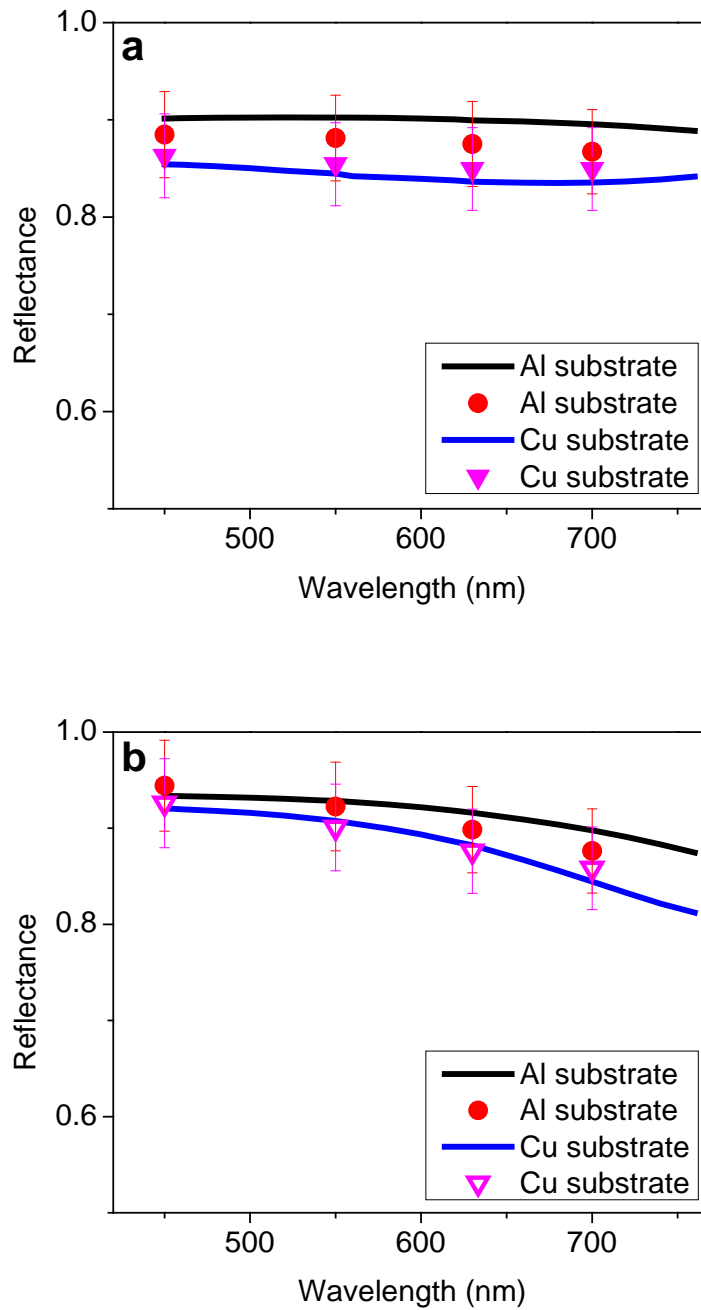 1.0
a
0.8
0.6
Reflectance
Al substrate
Al substrate
Cu substrate
Cu substrate
500 600 700
Wavelength (nm)
1.0
b
0.8
0.6
Reflectance
Al substrate
Al substrate
Cu substrate
Cu substrate
500 600 700
Wavelength (nm)